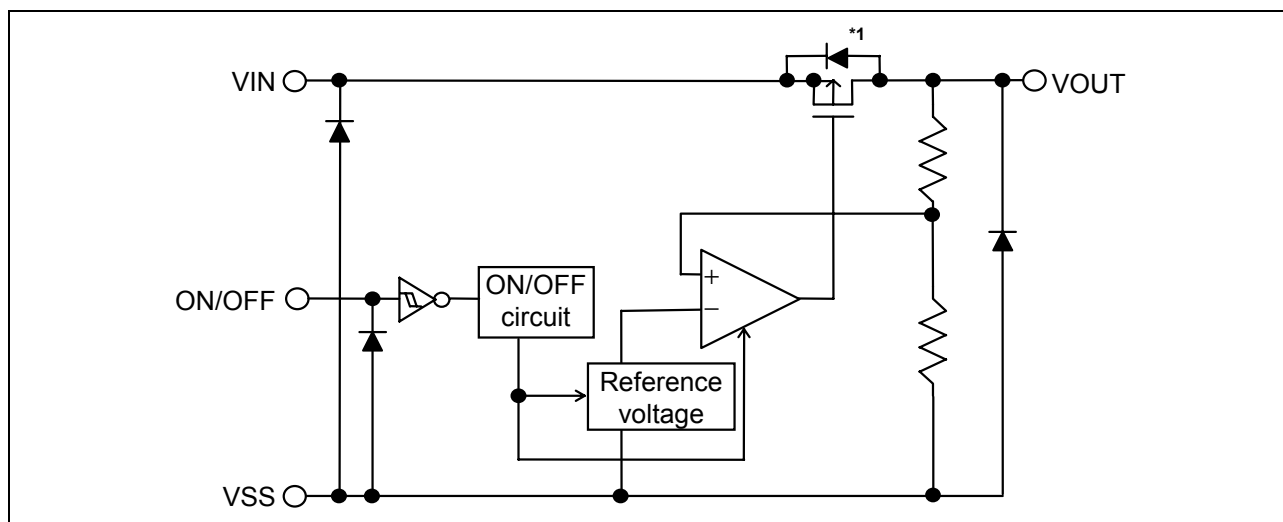 *1
VIN
VOUT
ON/OFF
ON/OFF
circuit
+
−
Reference
voltage
VSS